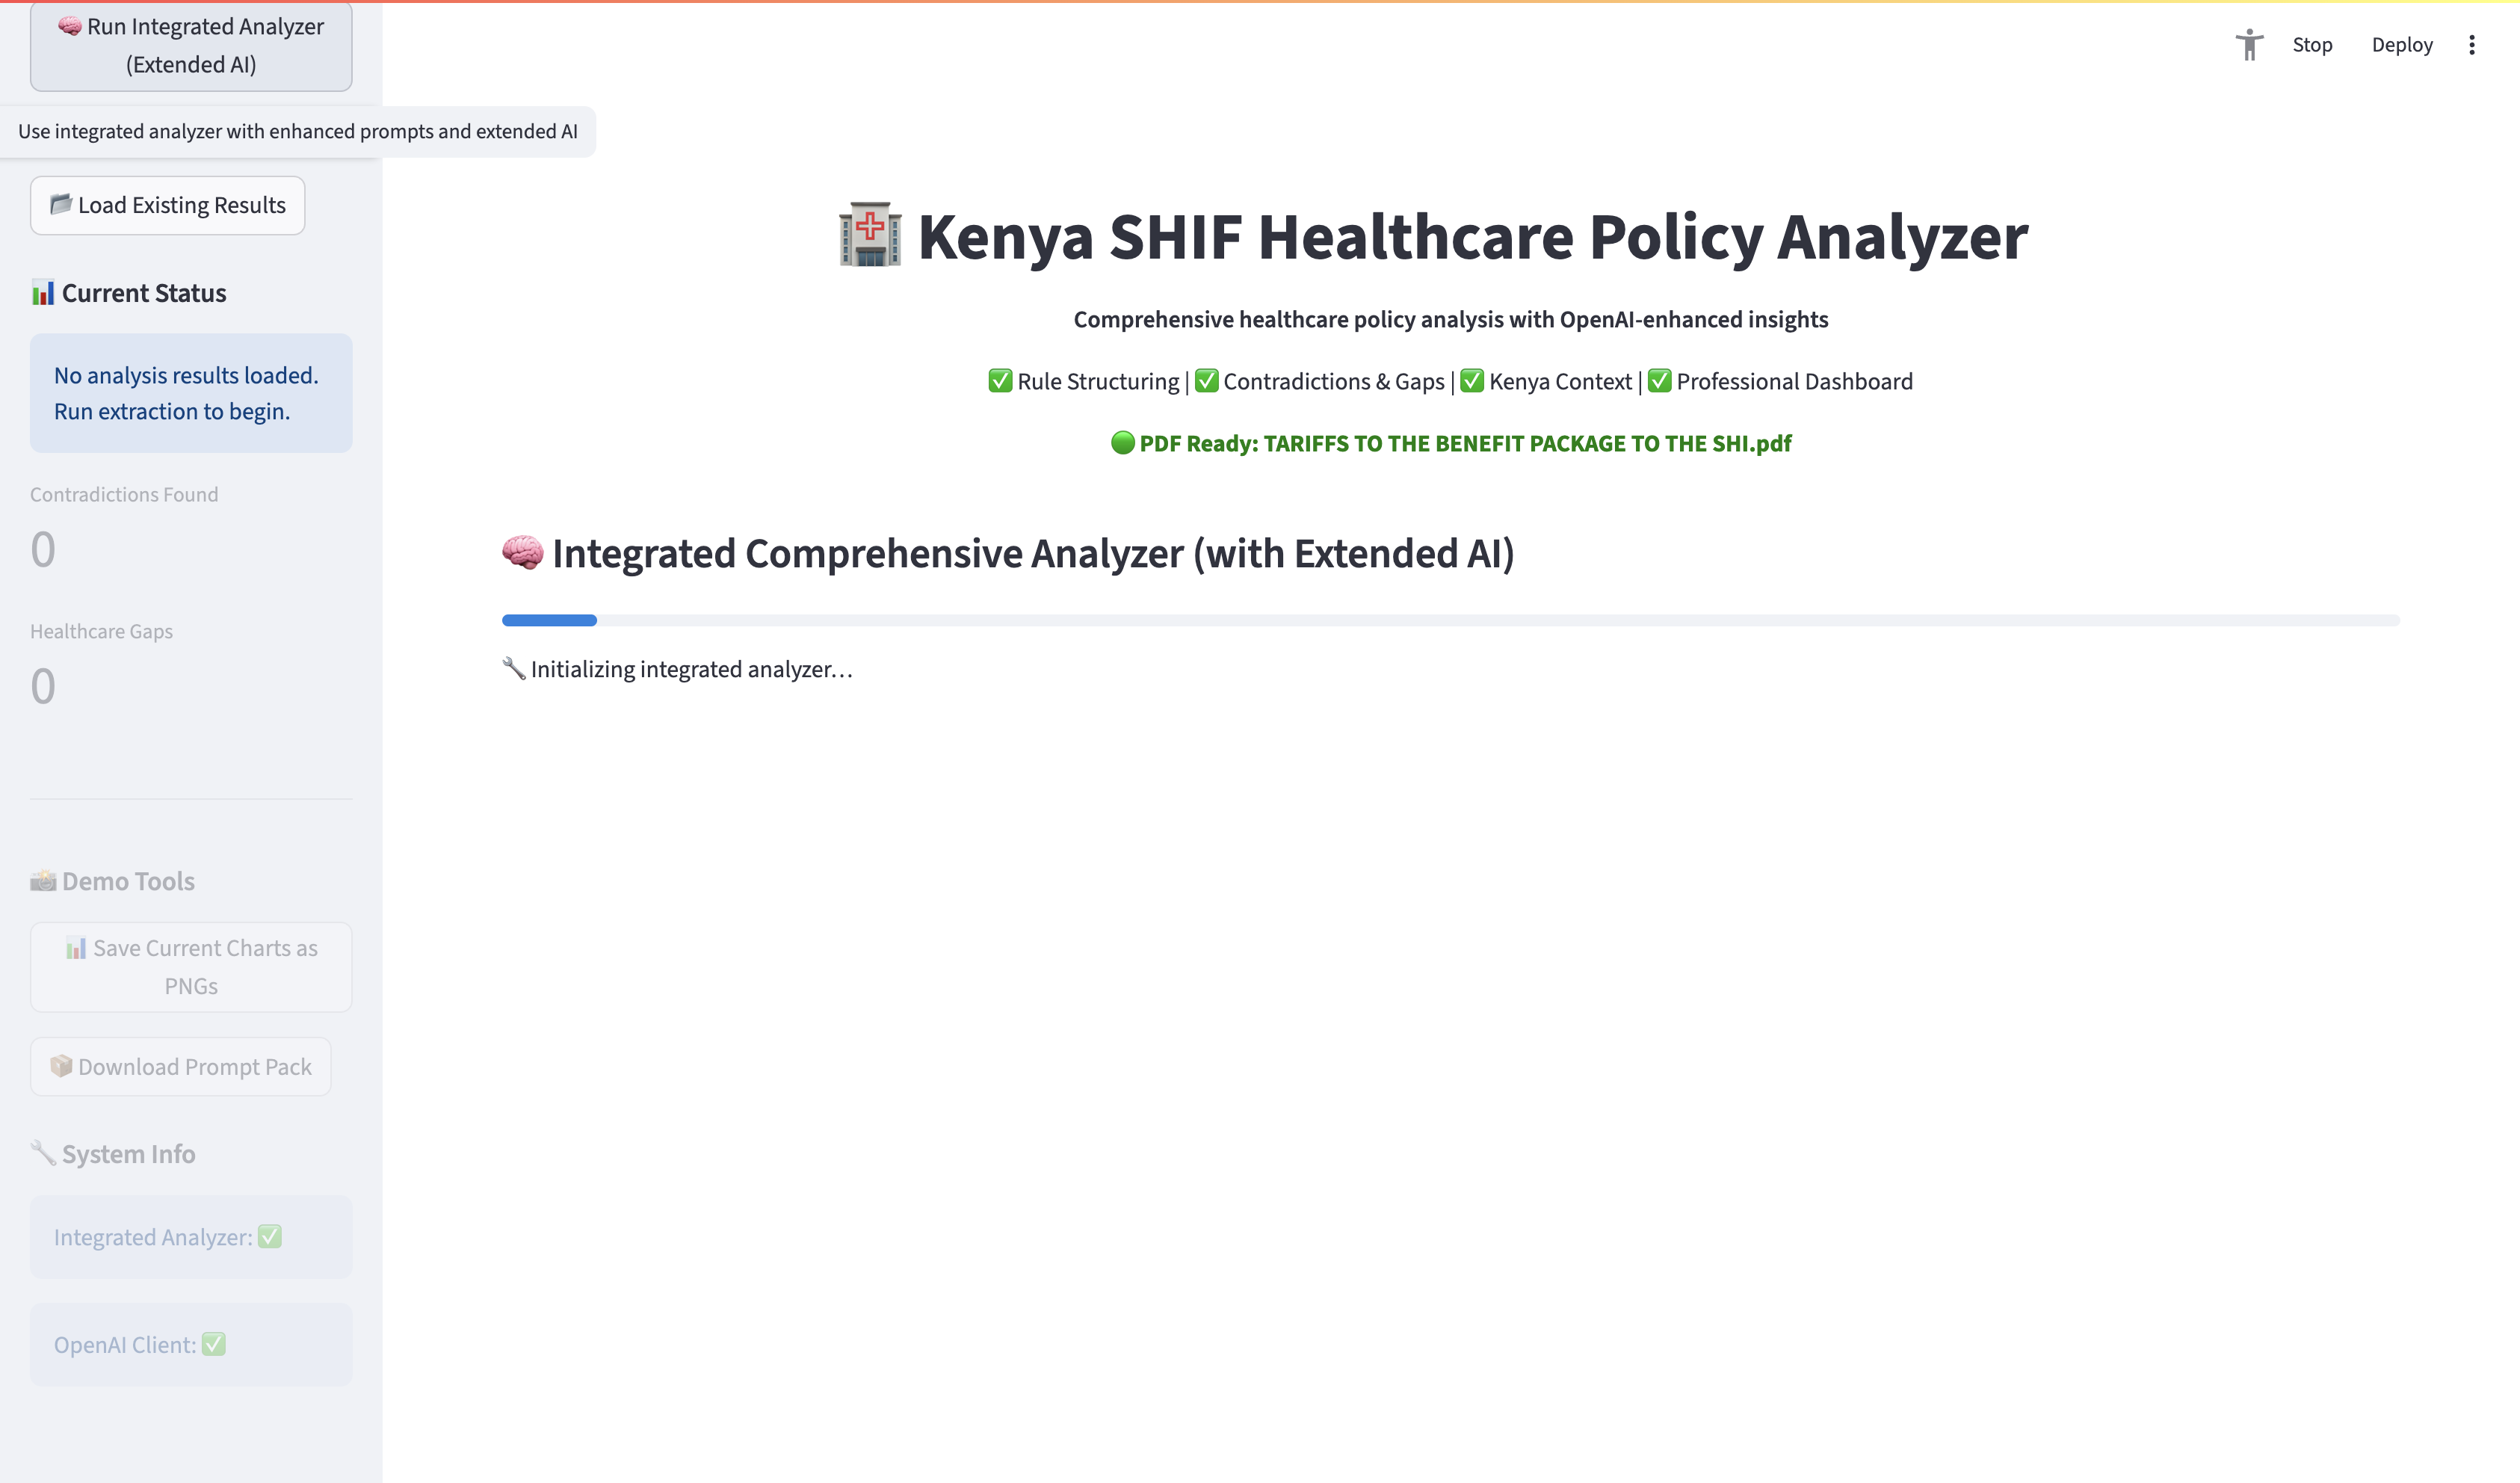 🧠 Run Integrated Analyzer
(Extended AI)
Use integrated analyzer with enhanced prompts and extended AI
📂 Load Existing Results
📊 Current Status
No analysis results loaded.
Run extraction to begin.
Contradictions Found
0
Healthcare Gaps
0
📸 Demo Tools
📊 Save Current Charts as
PNGs
📦 Download Prompt Pack
🔧 System Info
Integrated Analyzer: ✅
OpenAI Client: ✅
Stop
Deploy
🏥 Kenya SHIF Healthcare Policy Analyzer
Comprehensive healthcare policy analysis with OpenAI-enhanced insights
✅ Rule Structuring | ✅ Contradictions & Gaps | ✅ Kenya Context | ✅ Professional Dashboard
🟢 PDF Ready: TARIFFS TO THE BENEFIT PACKAGE TO THE SHI.pdf
🧠 Integrated Comprehensive Analyzer (with Extended AI)
🔧 Initializing integrated analyzer...